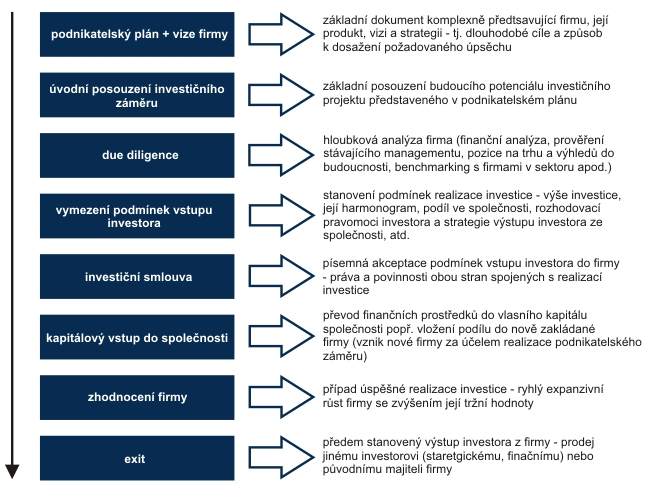 podnikatelský plán + vize firmy
základní dokument komplexně předtsavující firmu, její
produkt, vizi a strategii - tj. dlouhodobé cíle a způsob
k dosažení požadovaného úpsěchu
úvodní posouzení investičního
záměru
základní posouzení budoucího potenciálu investičního
projektu představeného v podnikatelském plánu
due diligence
hloubková analýza firma (finanční analýza, prověření
stávajícího managementu, pozice na trhu a výhledů do
budoucnosti, benchmarking s firmami v sektoru apod.)
vymezení podmínek vstupu
investora
stanovení podmínek realizace investice - výše investice,
její harmonogram, podíl ve společnosti, rozhodovací
pravomoci investora a strategie výstupu investora ze
společnosti, atd.
investiční smlouva
písemná akceptace podmínek vstupu investora do firmy
- práva a povinnosti obou stran spojených s realizací
investice
kapitálový vstup do společnosti
převod finančních prostředků do vlasního kapitálu
společnosti popř. vložení podílu do nově zakládané
firmy (vznik nové firmy za účelem realizace podnikatelského
záměru)
zhodnocení firmy
případ úspěšné realizace investice - ryhlý expanzivní
růst firmy se zvýšením její tržní hodnoty
exit
předem stanovený výstup investora z firmy - prodej
jinému investorovi (staretgickému, finačnímu) nebo
původnímu majiteli firmy